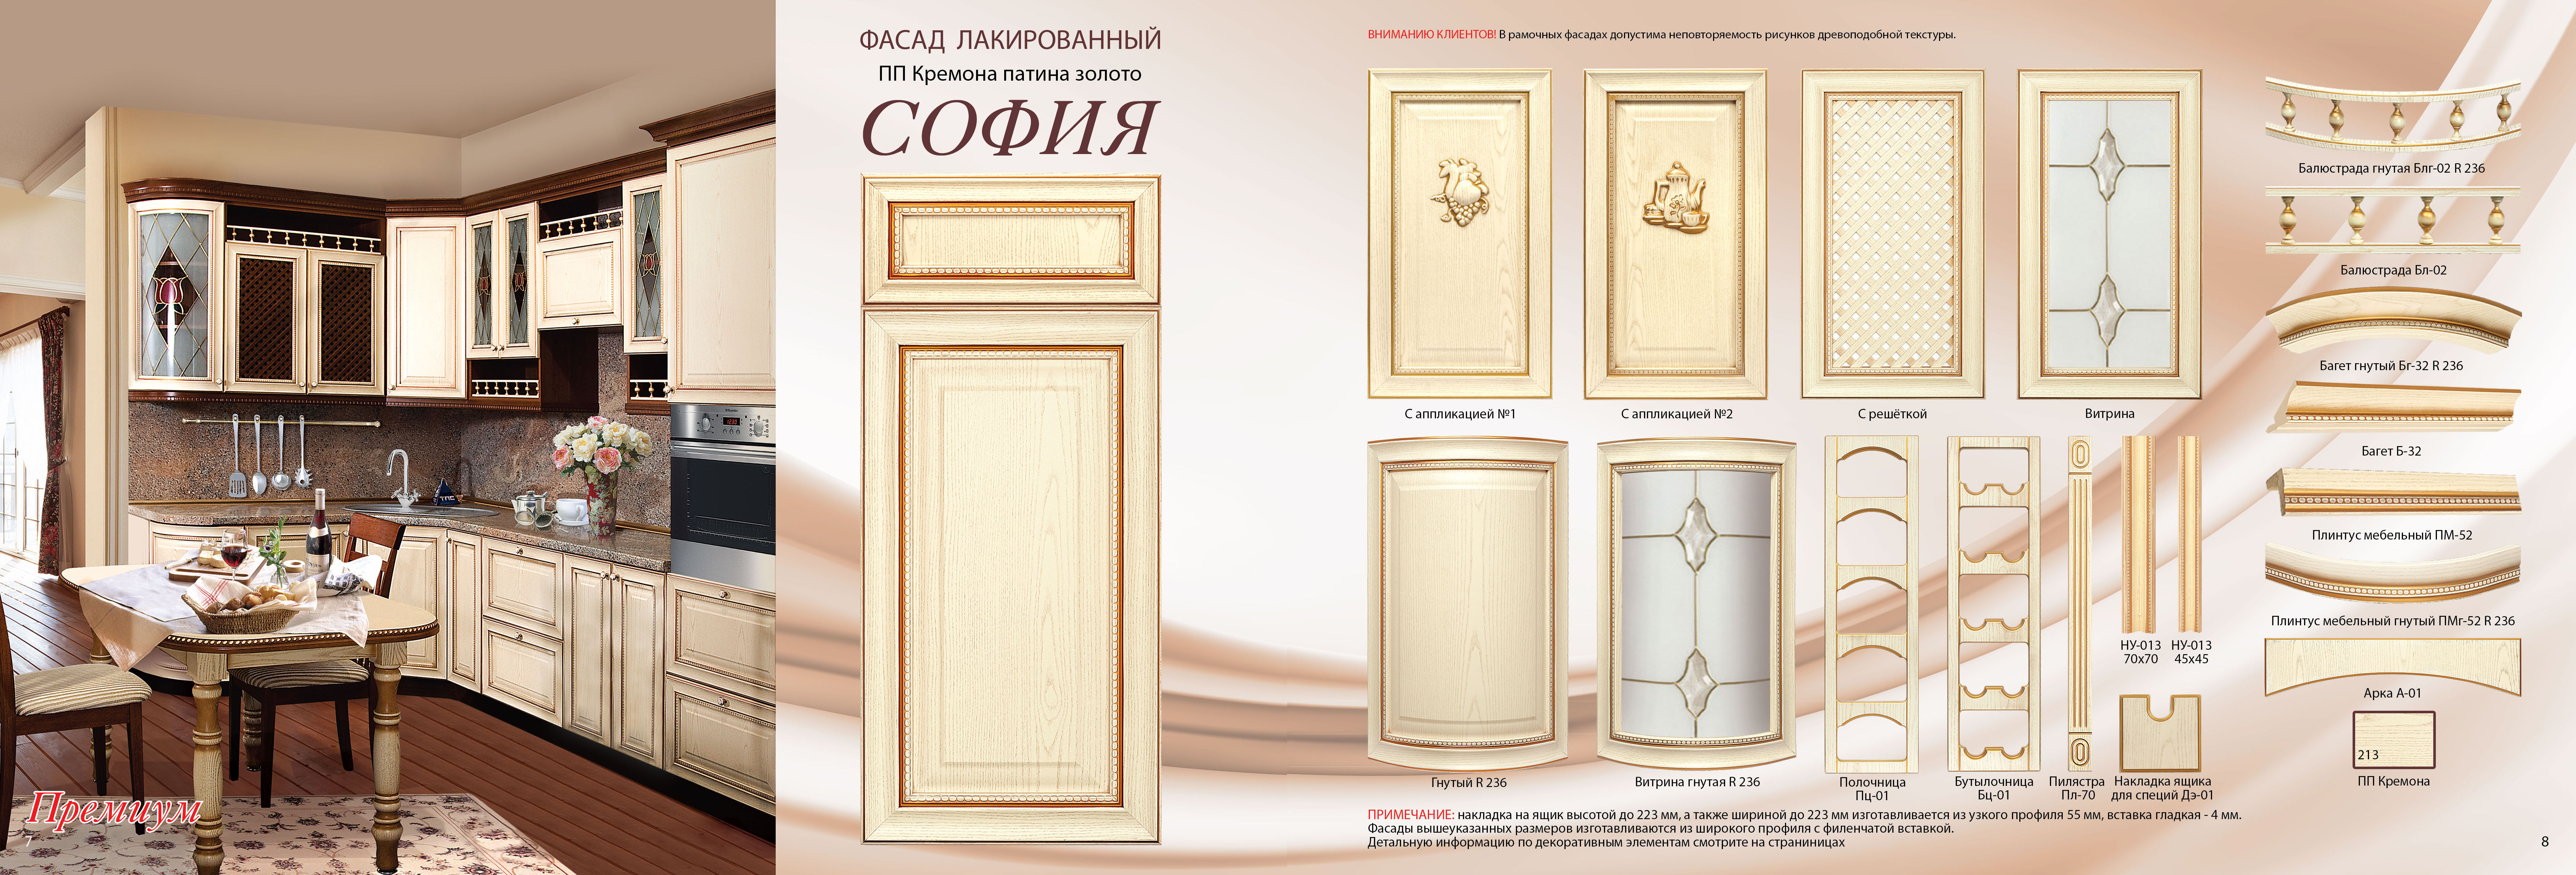 Премиум
7
ФАСАД ЛАКИРОВАННЫЙ
ПП Кремона патина золото
СОФИЯ
ВНИМАНИЮ КЛИЕНТОВ! В рамочных фасадах допустима неповторяемость рисунков древоподобной текстуры.
С аппликацией №1
С аппликацией №2
С решёткой
Витрина
Гнутый R 236
Витрина гнутая R 236
Полочница
Пц-01
Бутылочница
Бц-01
Пилястра
Пл-70
НУ-013
70х70
НУ-013
45х45
Накладка ящика
для специй Дэ-01
Балюстрада гнутая Блг-02 R 236
Балюстрада Бл-02
Багет гнутый Бг-32 R 236
Багет Б-32
Плинтус мебельный ПМ-52
Плинтус мебельный гнутый ПМг-52 R 236
Арка А-01
213
ПП Кремона
ПРИМЕЧАНИЕ: накладка на ящик высотой до 223 мм, а также шириной до 223 мм изготавливается из узкого профиля 55 мм, вставка гладкая - 4 мм.
Фасады вышеуказанных размеров изготавливаются из широкого профиля с филенчатой вставкой.
Детальную информацию по декоративным элементам смотрите на страниницах
8